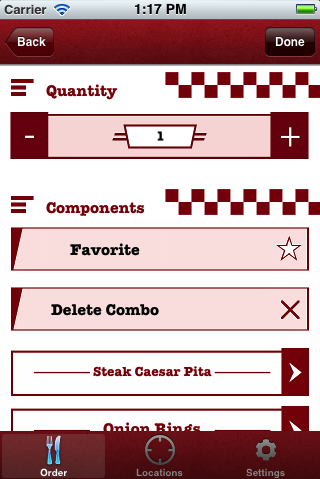 Carrier 1:17 PM
Back Done
Quantity
- 1 +
Components
Favorite
Delete Combo
Steak Caesar Pita
Onion Rings
Order Locations Settings